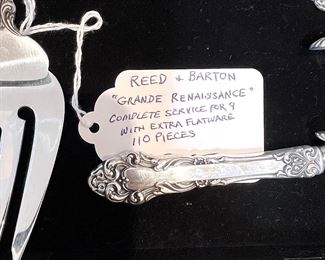 REED & BARTON
"GRANDE RENAISSANCE"
COMPLETE SERVICE FOR 9
WITH EXTRA FLATWARE
110 PIECES